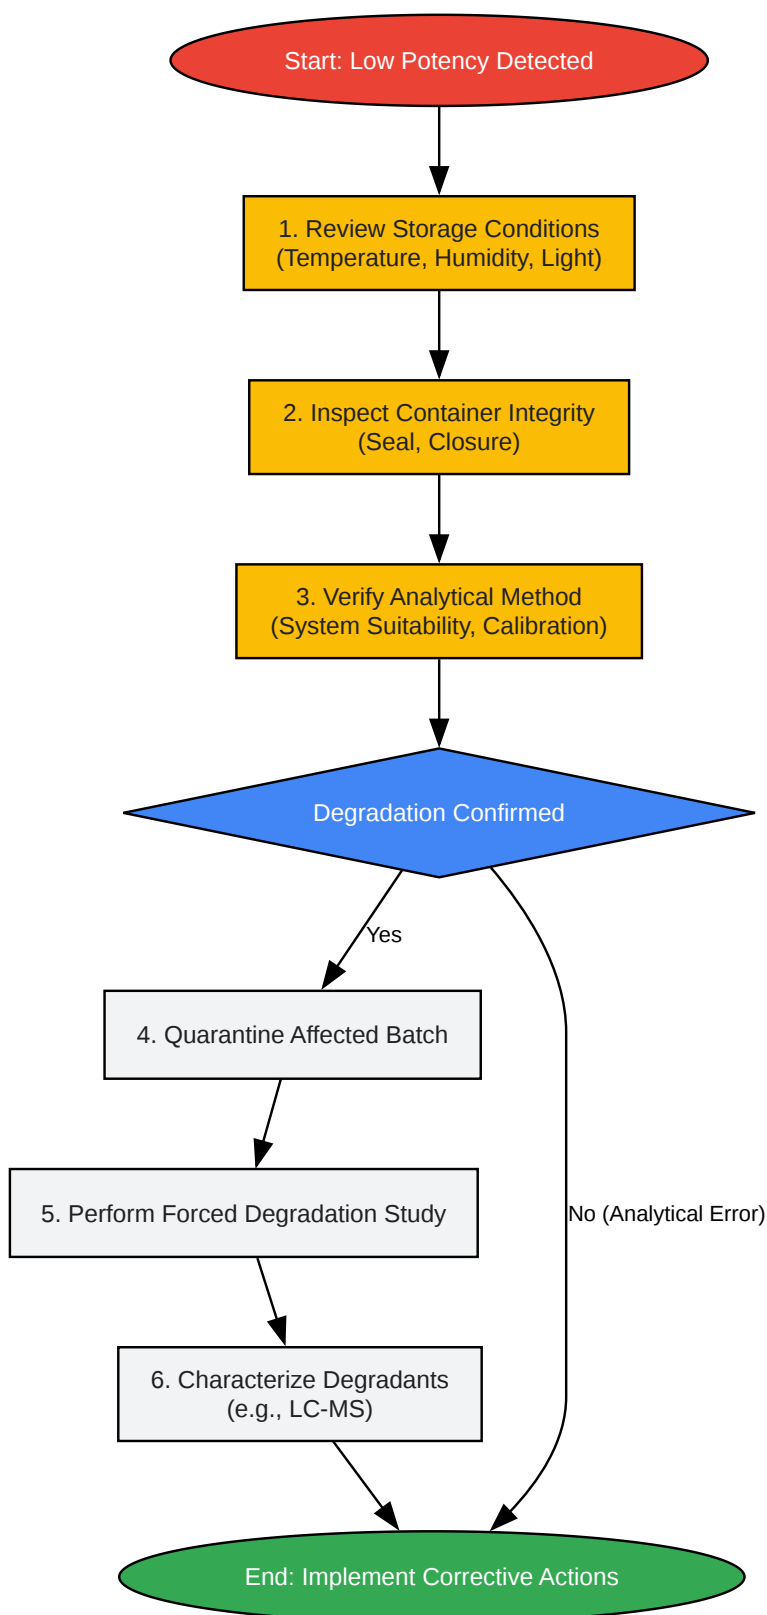 Start: Low Potency Detected
1. Review Storage Conditions
(Temperature, Humidity, Light)
2. Inspect Container Integrity
(Seal, Closure)
3. Verify Analytical Method
(System Suitability, Calibration)
Degradation Confirmed
Yes
4. Quarantine Affected Batch
5. Perform Forced Degradation Study
No (Analytical Error)
6. Characterize Degradants
(e.g., LC-MS)
End: Implement Corrective Actions